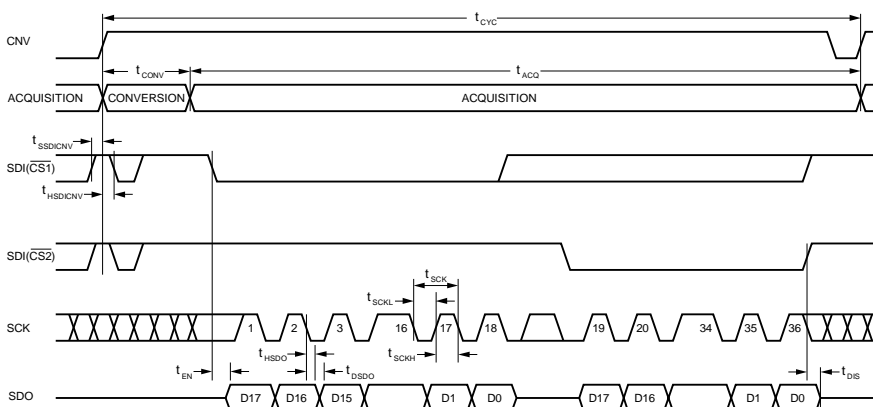 tCYC
CNV
tCONV
tACQ
ACQUISITION CONVERSION ACQUISITION
tSSDICNV
SDI(CS1)
tHSDICNV
SDI(CS2)
tSCK
tSCKL
SCK 1 2 3 16 17 18 19 20 34 35 36
tHSDO
tSCKH
tEN tDSDO tDIS
SDO D17 D16 D15 D1 D0 D17 D16 D1 D0